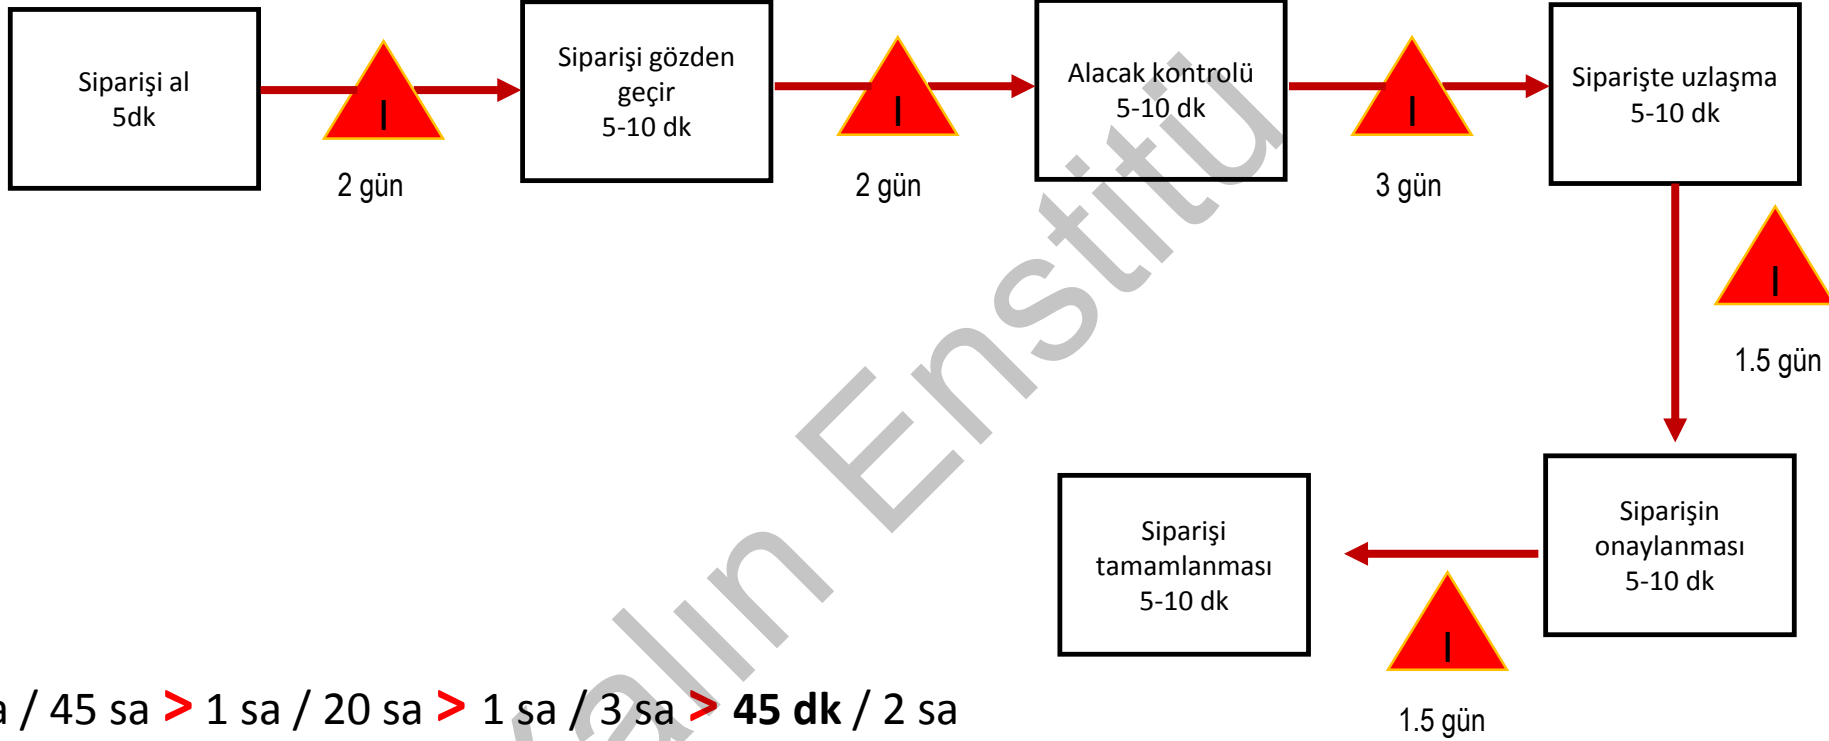 Siparişi al
5dk
I
2 gün
Siparişi gözden
geçir
5-10 dk
I
2 gün
Alacak kontrolü
5-10 dk
I
3 gün
Siparişte uzlaşma
5-10 dk
I
1.5 gün
Siparişin
onaylanması
5-10 dk
I
1.5 gün
Siparişi
tamamlanması
5-10 dk
/ 45 sa > 1 sa / 20 sa > 1 sa / 3 sa > 45 dk / 2 sa
Enstitü